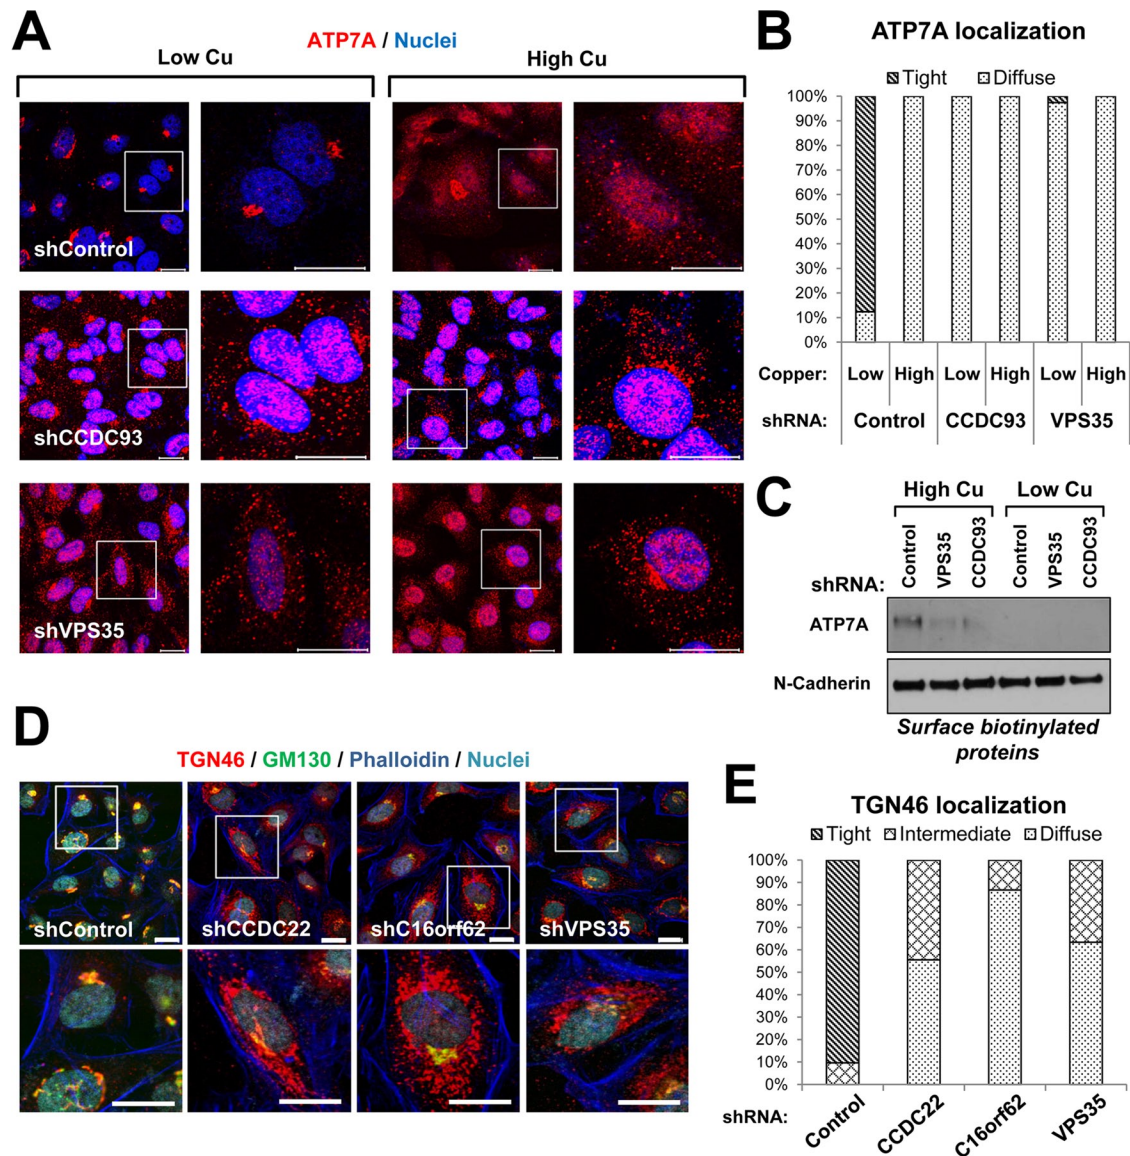 A
ATP7A / Nuclei
Low Cu
High Cu
shControl
shCCDC93
shVPS35
B
ATP7A localization
Tight Diffuse
100%
90%
80%
70%
60%
50%
40%
30%
20%
10%
0%
Copper: Low High Low High Low High
shRNA: Control CCDC93 VPS35
C
High Cu Low Cu
shRNA: Control VPS35 CCDC93 Control VPS35 CCDC93
ATP7A
N-Cadherin
Surface biotinylated
proteins
D
TGN46 / GM130 / Phalloidin / Nuclei
shControl shCCDC22 shC16orf62 shVPS35
E
TGN46 localization
Tight Intermediate Diffuse
100%
90%
80%
70%
60%
50%
40%
30%
20%
10%
0%
shRNA: Control CCDC22 C16orf62 VPS35